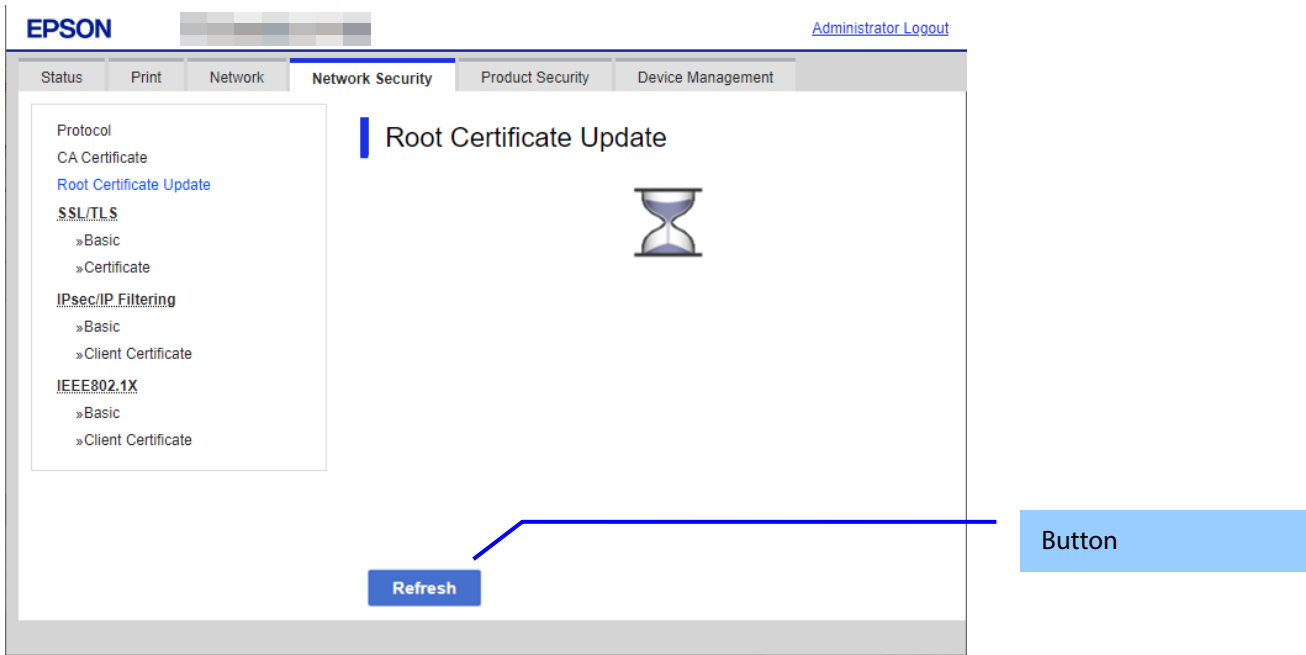 EPSON
Administrator Logout
Status Print Network Network Security Product Security Device Management
Protocol
CA Certificate
Root Certificate Update
SSL/TLS
»Basic
»Certificate
IPsec/IP Filtering
»Basic
»Client Certificate
IEEE802.1X
»Basic
»Client Certificate
Root Certificate Update
Refresh
Button